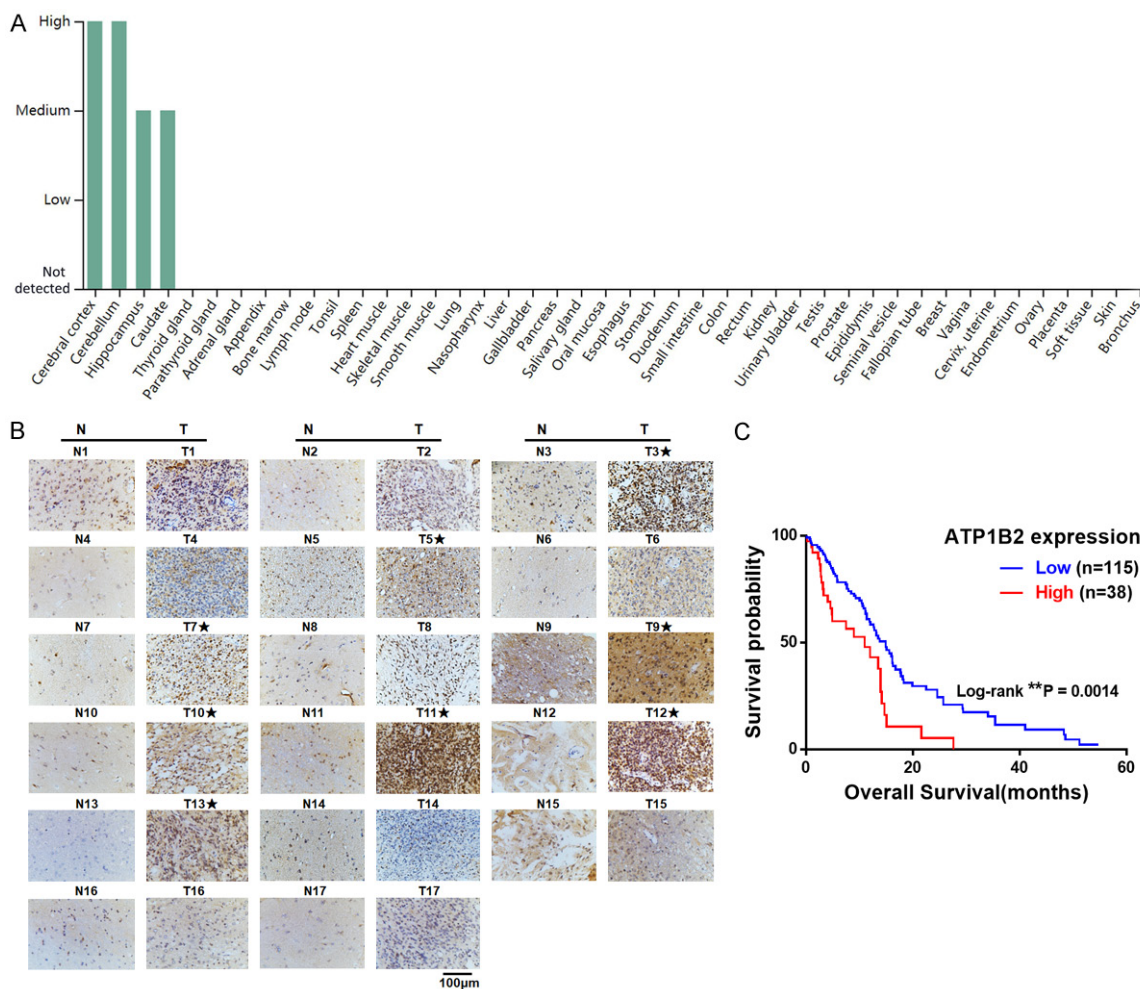 A
High
Medium
Low
Not
detected
Cerebral cortex
Cerebellum
Hippocampus
Caudate
Thyroid gland
Parathyroid gland
Adrenal gland
Appendix
Bone marrow
Lymph node
Tonsil
Spleen
Heart muscle
Skeletal muscle
Smooth muscle
Lung
Nasopharynx
Liver
Gallbladder
Pancreas
Salivary gland
Oral mucosa
Esophagus
Stomach
Duodenum
Small intestine
Colon
Rectum
Kidney
Urinary bladder
Testis
Prostate
Epididymis
Seminal vesicle
Fallopian tube
Breast
Vagina
Cervix, uterine
Endometrium
Ovary
Placenta
Soft tissue
Skin
Bronchus
B
N T N T N T
N1 T1 N2 T2 N3 T3★
N4 T4 N5 T5★ N6 T6
N7 T7★ N8 T8 N9 T9★
N10 T10★ N11 T11★ N12 T12★
N13 T13★ N14 T14 N15 T15
N16 T16 N17 T17
100μm
C
ATP1B2 expression
Low (n=115)
High (n=38)
Log-rank **P = 0.0014
Survival probability
100
50
0
0 20 40 60
Overall Survival(months)